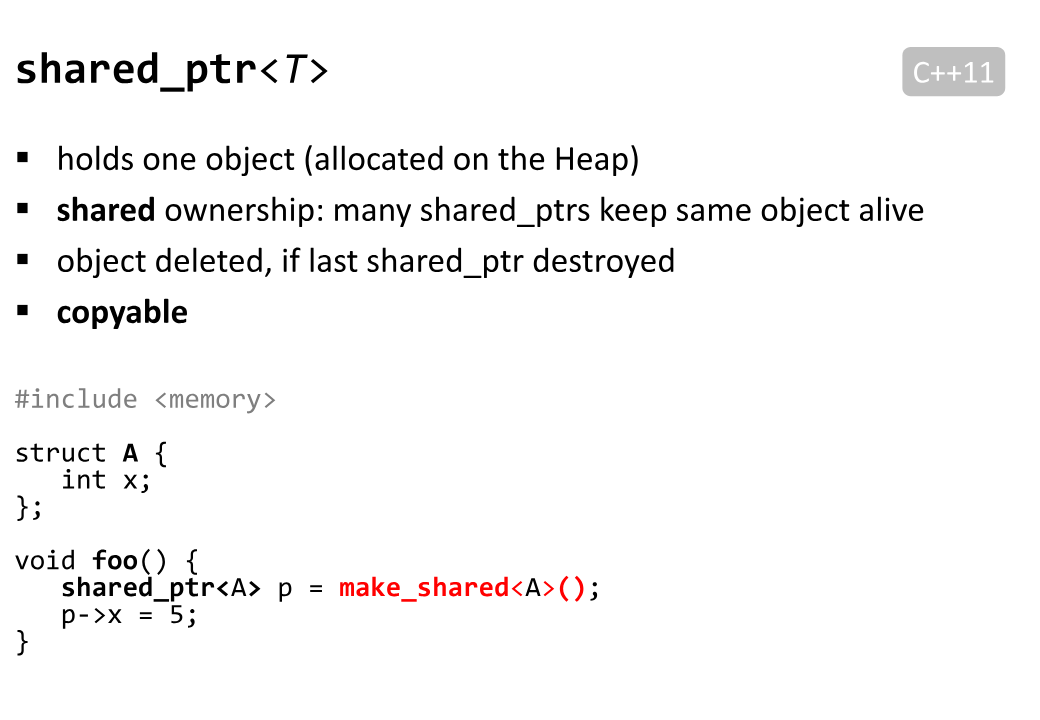 shared_ptr<T>
C++11
▪ holds one object (allocated on the Heap)
▪ shared ownership: many shared_ptrs keep same object alive
▪ object deleted, if last shared_ptr destroyed
▪ copyable
#include <memory>
struct A {
   int x;
};
void foo() {
   shared_ptr<A> p = make_shared<A>();
   p->x = 5;
}